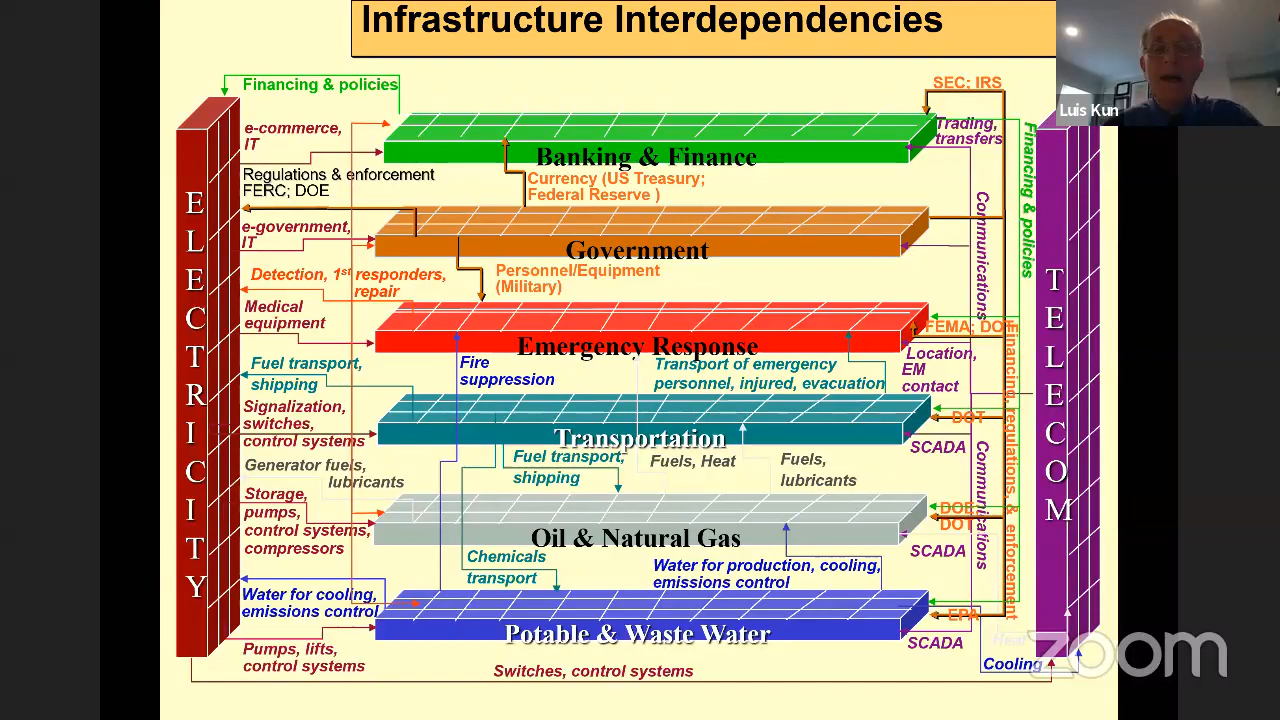 Infrastructure Interdependencies
Luis Kun
Financing & policies
SEC; IRS
e-commerce,
IT
Trading,
transfers
Banking & Finance
Regulations & enforcement
FERC; DOE
Currency (US Treasury;
Federal Reserve )
Financing & policies
Communications
e-government,
IT
Government
Detection, 1st responders,
repair
Personnel/Equipment
(Military)
Medical
equipment
Emergency Response
FEMA; DOT
Location,
EM
contact
Fuel transport,
shipping
Fire
suppression
Transport of emergency
personnel, injured, evacuation
Signalization,
switches,
control systems
Transportation
DOT
SCADA
Financing, regulations, & enforcement
Communications
Generator fuels,
lubricants
Fuel transport,
shipping
Fuels, Heat
Fuels,
lubricants
Storage,
pumps,
control systems,
compressors
Oil & Natural Gas
DOE
DOT
SCADA
Chemicals
transport
Water for production, cooling,
emissions control
Water for cooling,
emissions control
Potable & Waste Water
EPA
SCADA
Heat
Pumps, lifts,
control systems
Switches, control systems
Cooling
ELECTRICITY
TELECOM
zoom